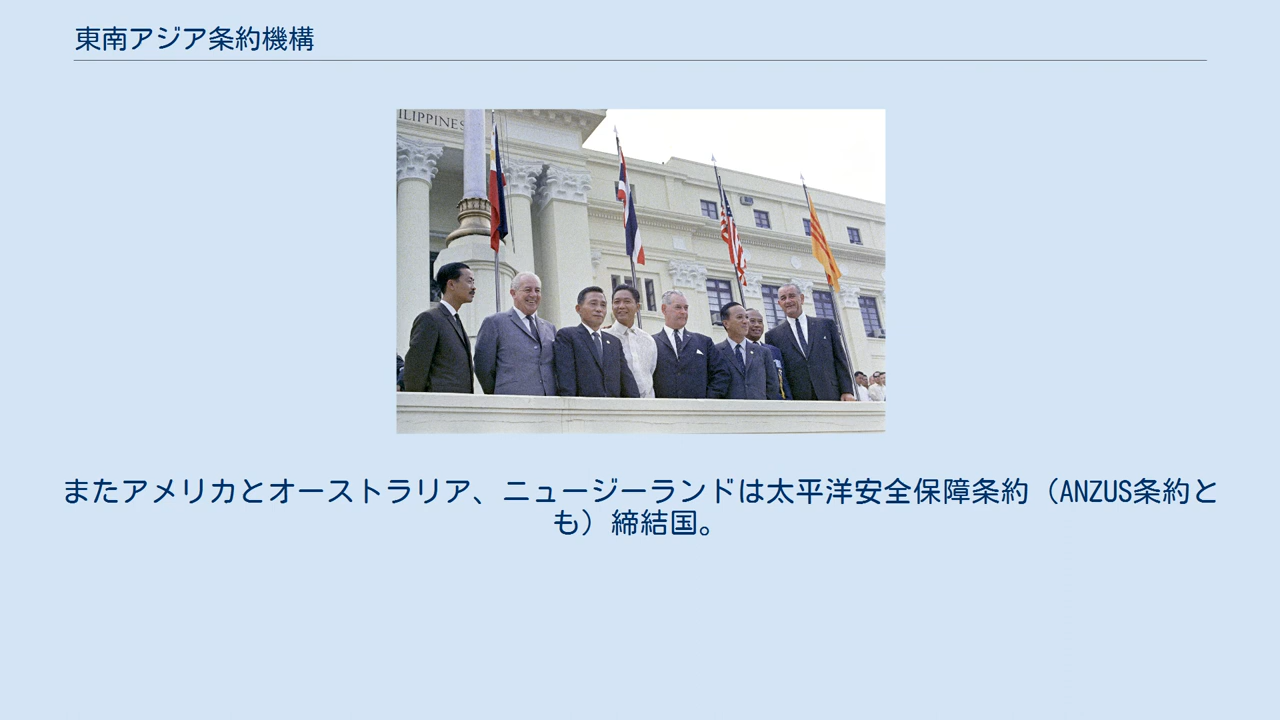 東南アジア条約機構
ILIPPINES
またアメリカとオーストラリア、ニュージーランドは太平洋安全保障条約（ANZUS条約と
も）締結国。